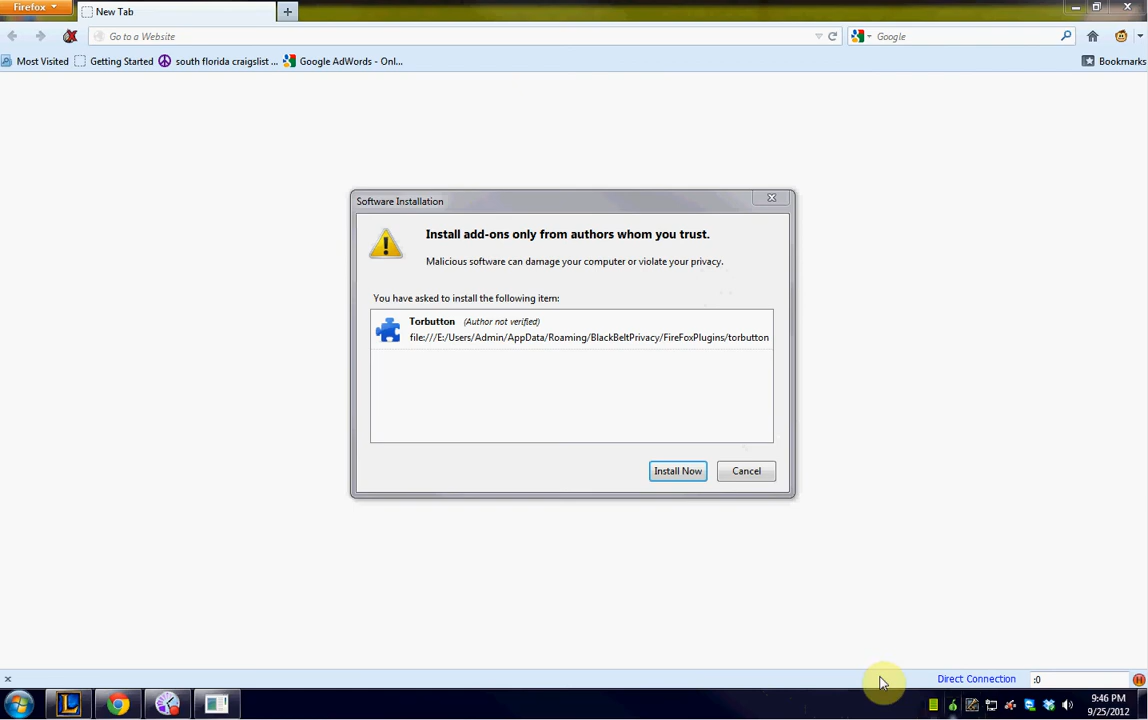 Firefox
New Tab
Go to a Website
Google
Most Visited
Getting Started
south florida craigslist ...
Google AdWords - Onl...
Bookmarks
Software Installation
Install add-ons only from authors whom you trust.
Malicious software can damage your computer or violate your privacy.
You have asked to install the following item:
Torbutton (Author not verified)
file:///E:/Users/Admin/AppData/Roaming/BlackBeltPrivacy/FireFoxPlugins/torbutton
Install Now
Cancel
Direct Connection
:0
9:46 PM
9/25/2012